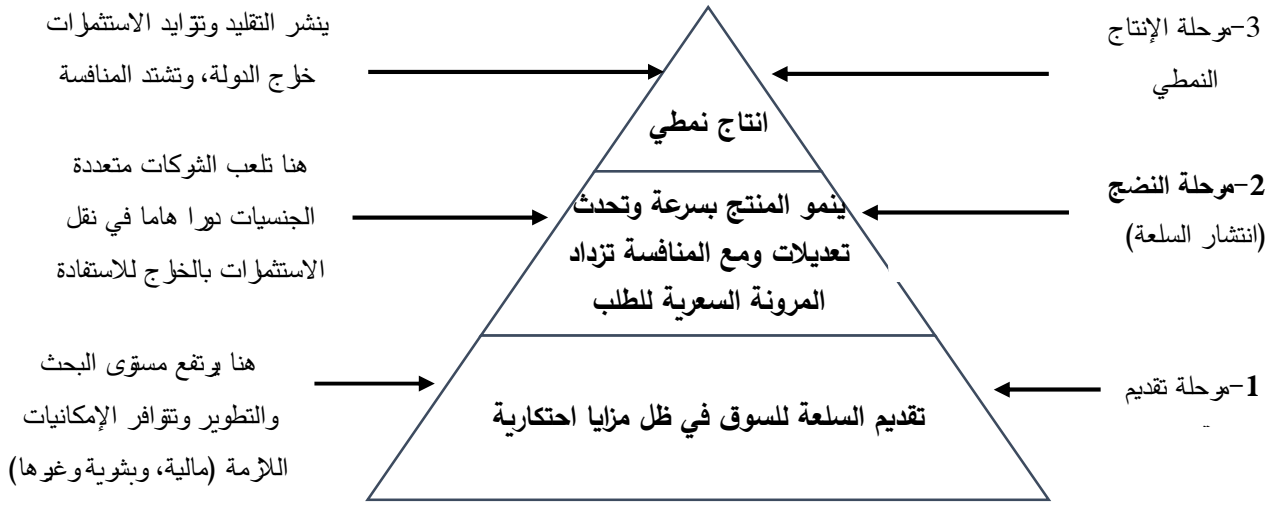 3-مرحلة الإنتاج
النمطي
انتاج نمطي
ينشر التقليد وتزايد الاستثمارات
خارج الدولة، وتشتد المنافسة
2-مرحلة النضج
(انتشار السلعة)
ينمو المنتج بسرعة وتحدث
تعديلات ومع المنافسة تزداد
المرونة السعرية للطلب
هنا تلعب الشركات متعددة
الجنسيات دورا هاما في نقل
الاستثمارات بالخارج للاستفادة
1-مرحلة تقديم
تقديم السلعة للسوق في ظل مزايا احتكارية
هنا يرتفع مستوى البحث
والتطوير وتتوافر الإمكانيات
اللازمة (مالية، وبشرية وغيرها)